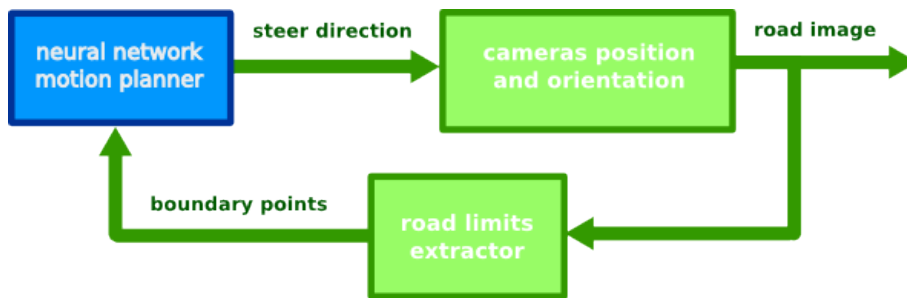 neural network
motion planner
steer direction
cameras position
and orientation
road image
boundary points
road limits
extractor